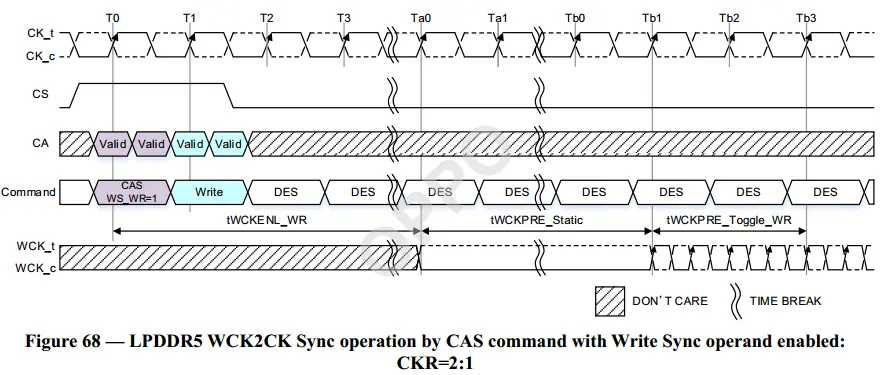 T0 T1 T2 T3 Ta0 Ta1 Tb0 Tb1 Tb2 Tb3
CK_t
CK_c
CS
CA Valid Valid Valid Valid
Command CAS WS_WR=1 Write DES DES DES DES DES DES DES DES
tWCKENL_WR tWCKPRE_Static tWCKPRE_Toggle_WR
WCK_t
WCK_c
OPPO
DON'T CARE TIME BREAK
Figure 68 — LPDDR5 WCK2CK Sync operation by CAS command with Write Sync operand enabled:
CKR=2:1